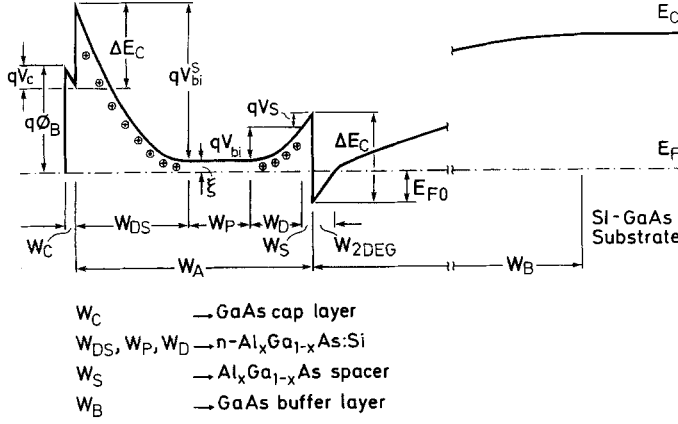 E_C
ΔE_C
qV_bi^S
qV_c
qV_S
qØ_B
qV_bi
ΔE_C
E_F
ξ
E_F0
W_C
W_DS
W_P
W_D
W_S
W_2DEG
SI-GaAs
Substrate
W_A
W_B
W_C → GaAs cap layer
W_DS, W_P, W_D → n-Al_xGa_1-xAs:Si
W_S → Al_xGa_1-xAs spacer
W_B → GaAs buffer layer